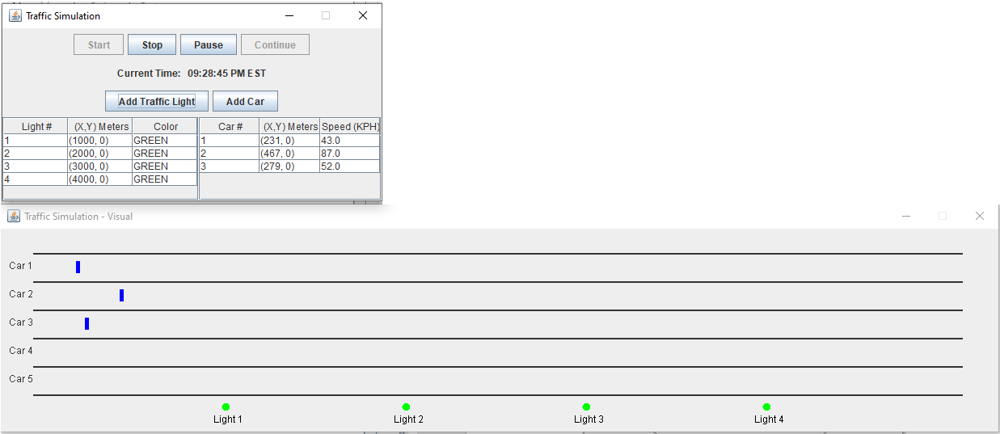 Traffic Simulation
Start Stop Pause Continue
Current Time: 09:28:45 PM EST
Add Traffic Light Add Car
Light # (X,Y) Meters Color Car # (X,Y) Meters Speed (KPH)
1 (1000, 0) GREEN 1 (231, 0) 43.0
2 (2000, 0) GREEN 2 (467, 0) 87.0
3 (3000, 0) GREEN 3 (279, 0) 52.0
4 (4000, 0) GREEN
Traffic Simulation - Visual
Car 1
Car 2
Car 3
Car 4
Car 5
Light 1 Light 2 Light 3 Light 4